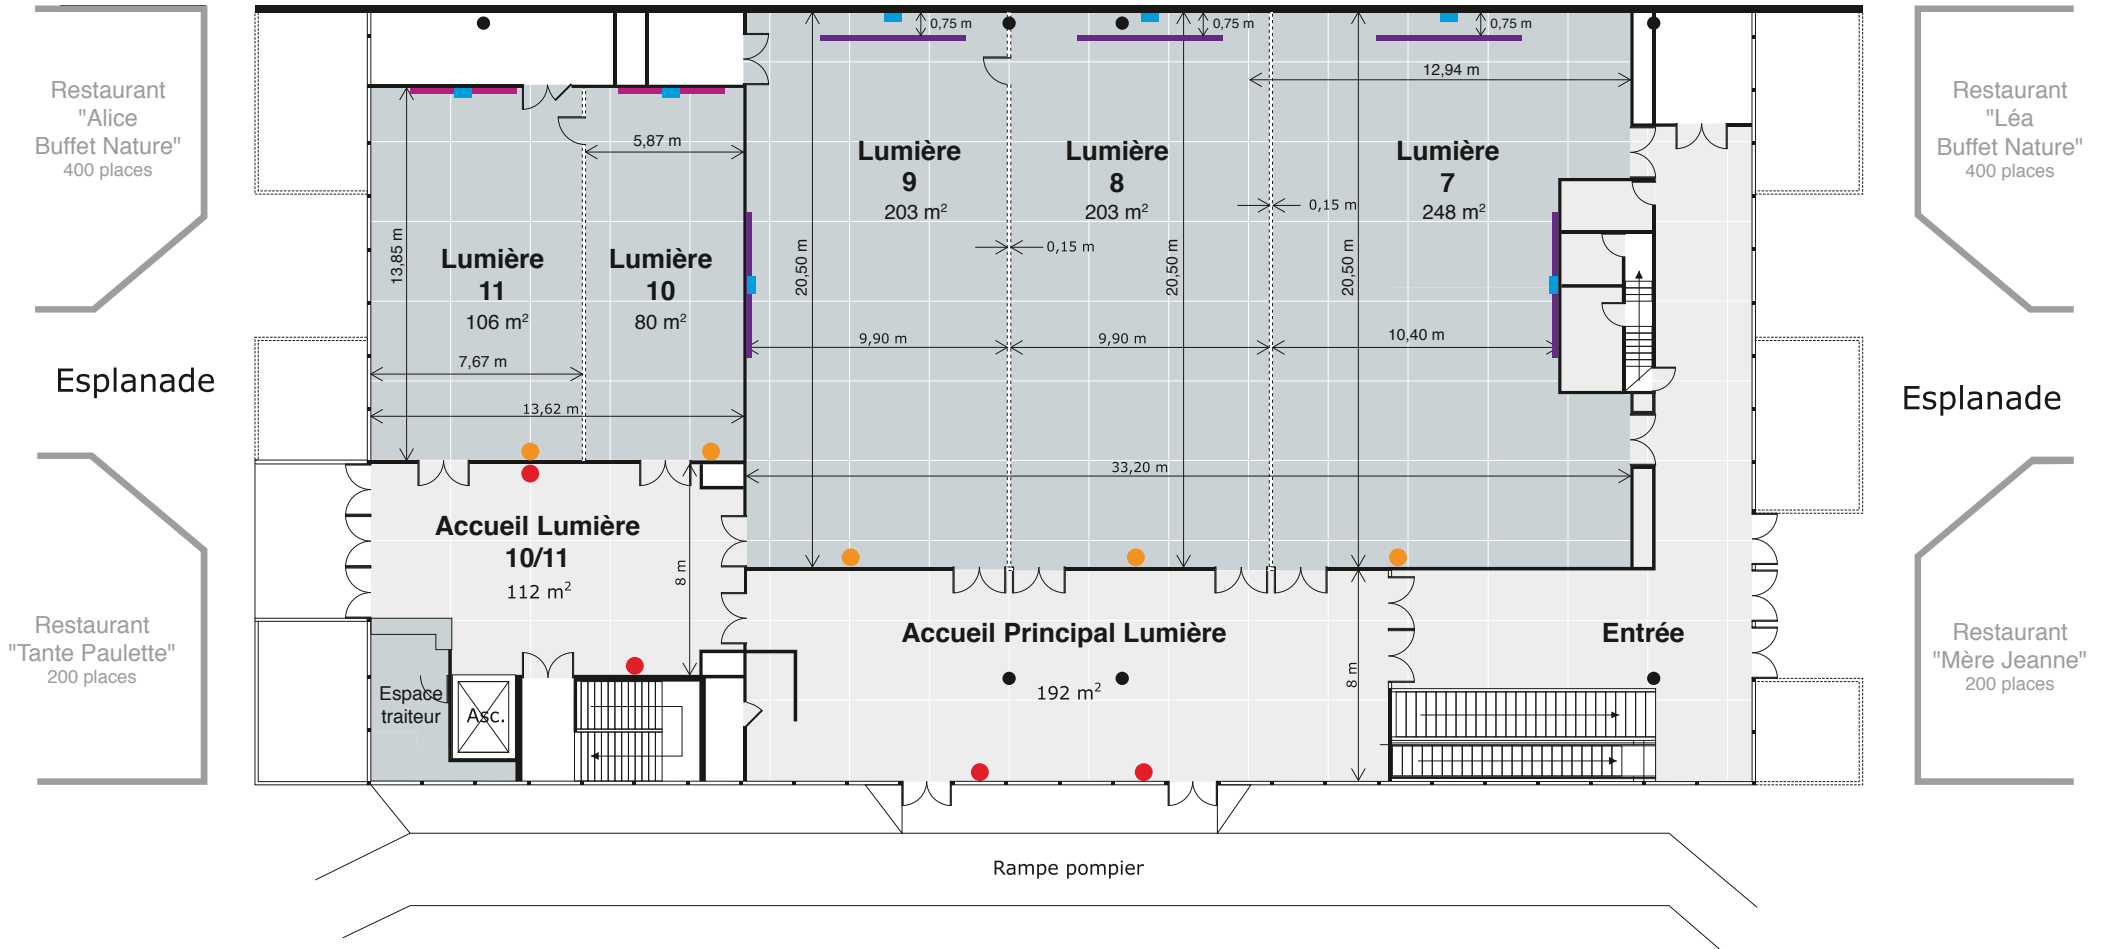 0,75 m
0,75 m
0,75 m
12,94 m
Restaurant
"Alice
Buffet Nature"
400 places
Restaurant
"Léa
Buffet Nature"
400 places
5,87 m
Lumière
9
203 m²
Lumière
8
203 m²
Lumière
7
248 m²
0,15 m
0,15 m
13,85 m
Lumière
11
106 m²
Lumière
10
80 m²
20,50 m
20,50 m
20,50 m
9,90 m
9,90 m
10,40 m
7,67 m
Esplanade
Esplanade
13,62 m
33,20 m
Accueil Lumière
10/11
112 m²
8 m
Restaurant
"Tante Paulette"
200 places
Accueil Principal Lumière
192 m²
8 m
Entrée
Restaurant
"Mère Jeanne"
200 places
Espace
traiteur
Asc.
Rampe pompier